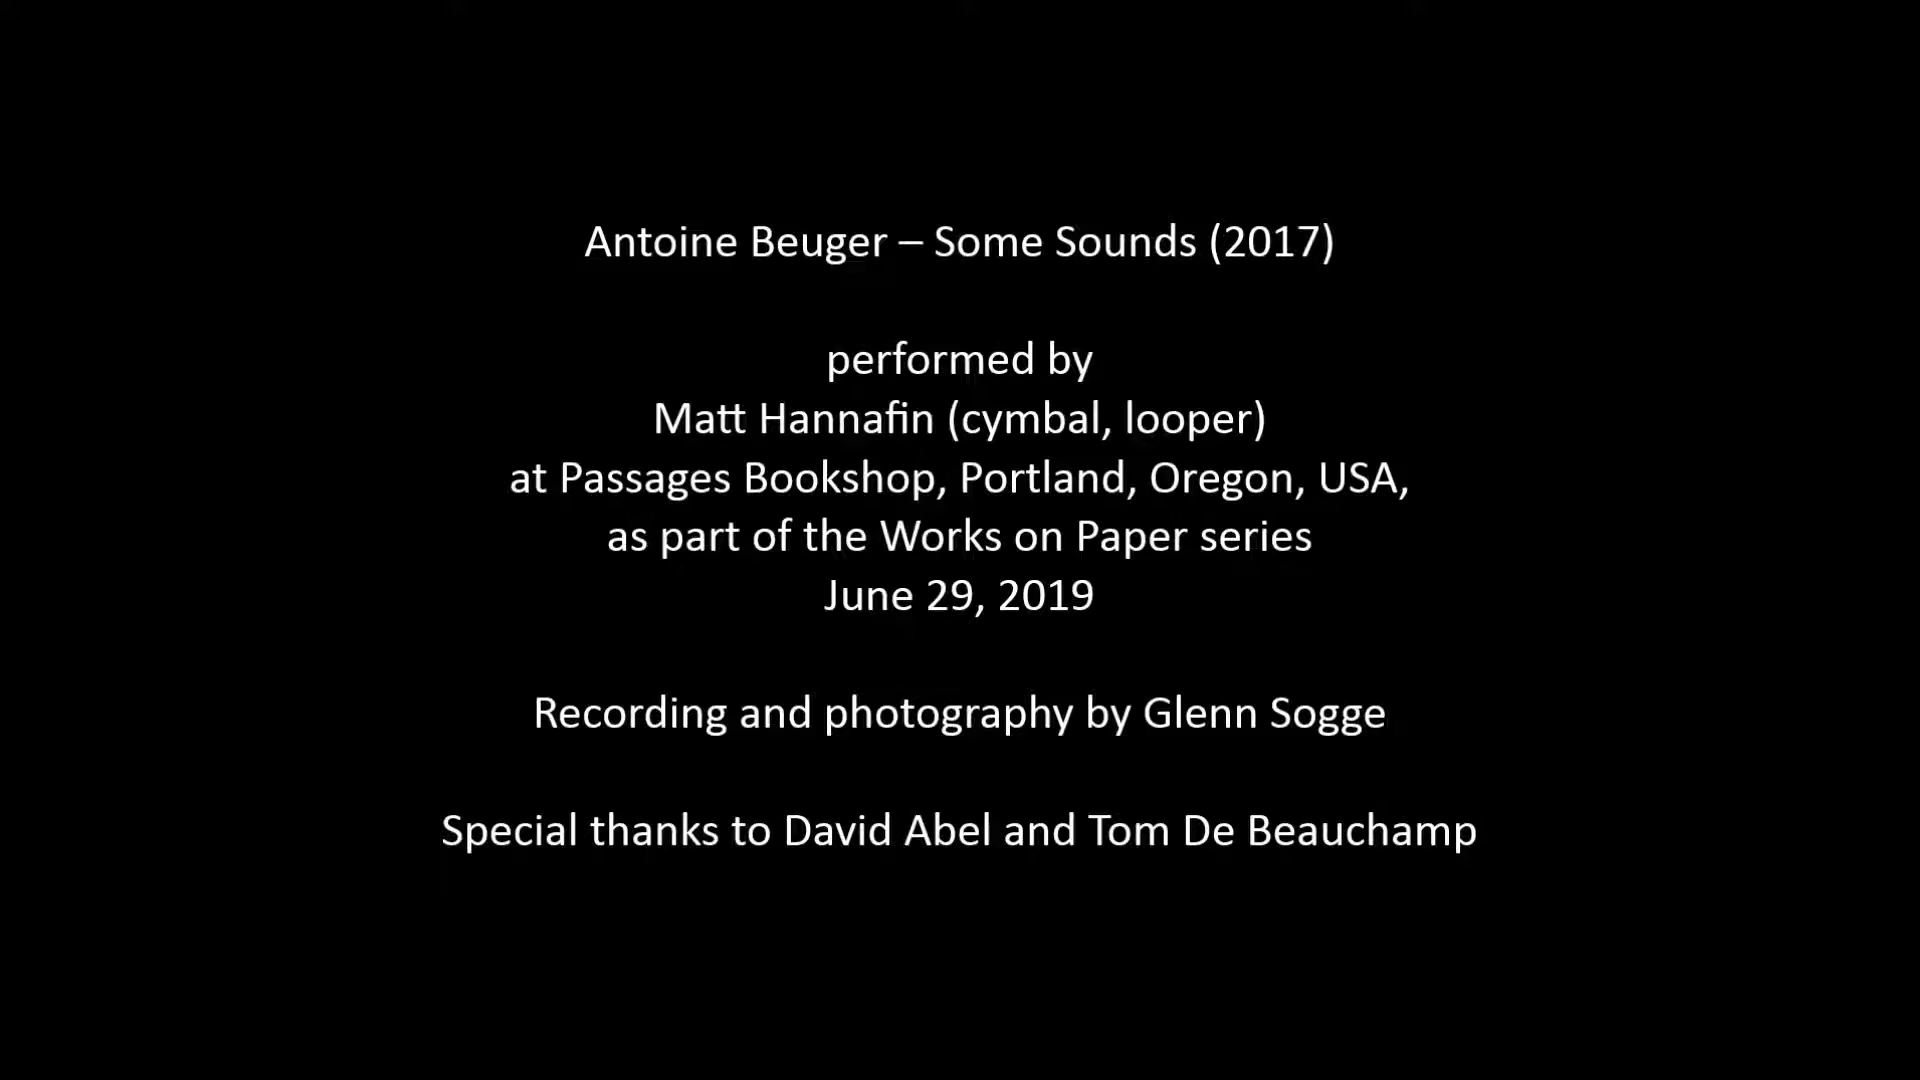 Antoine Beuger – Some Sounds (2017)
performed by
Matt Hannafin (cymbal, looper)
at Passages Bookshop, Portland, Oregon, USA,
as part of the Works on Paper series
June 29, 2019
Recording and photography by Glenn Sogge
Special thanks to David Abel and Tom De Beauchamp